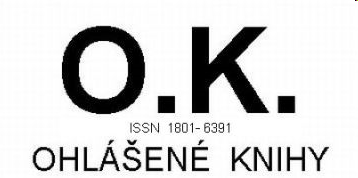 O.K.
ISSN 1801-6391
OHLÁŠENÉ KNIHY